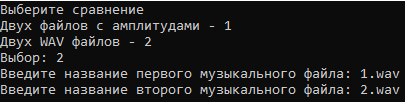 Выберите сравнение
Двух файлов с амплитудами - 1
Двух WAV файлов - 2
Выбор: 2
Введите название первого музыкального файла: 1.wav
Введите название второго музыкального файла: 2.wav